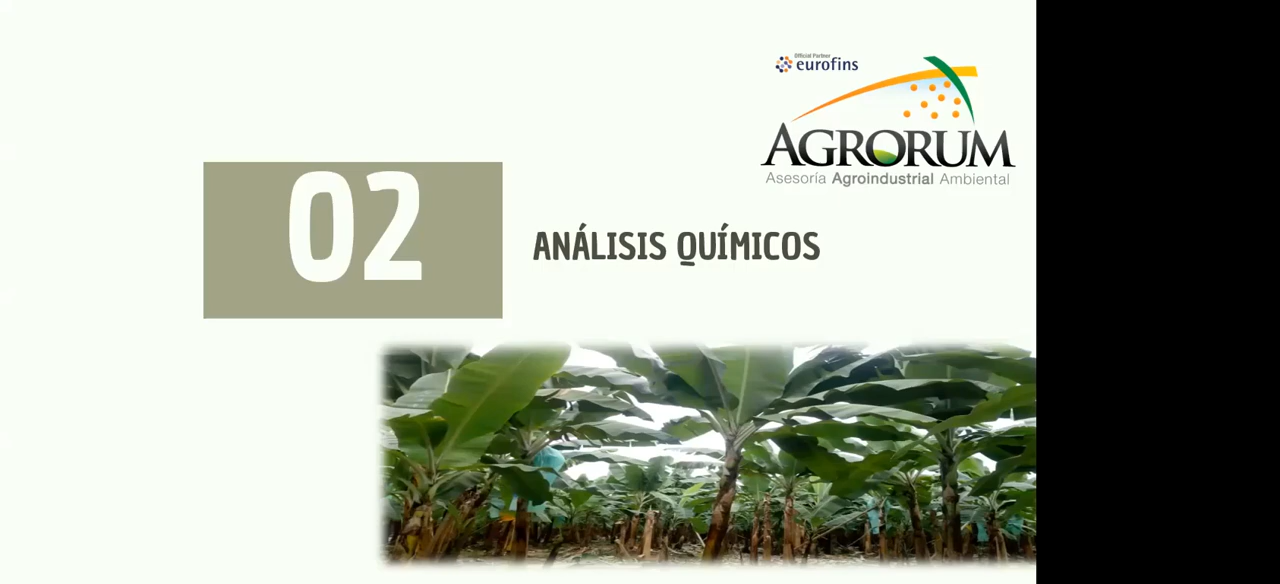 Official Partner
eurofins
AGRORUM
Asesoría Agroindustrial Ambiental
02
ANÁLISIS QUÍMICOS